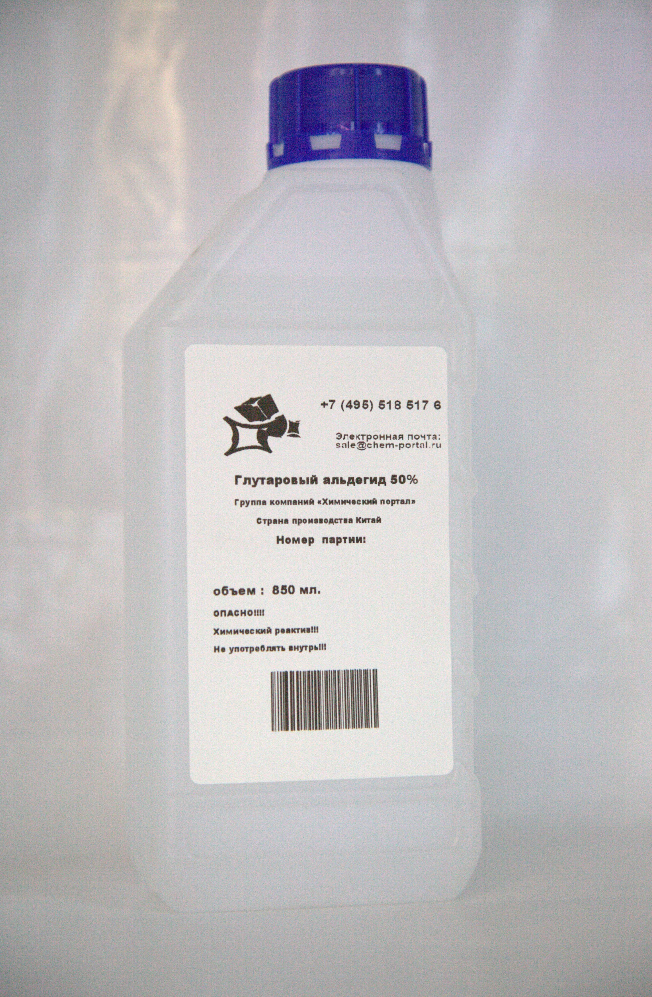 +7 (495) 518 517 6
Электронная почта:
sale@chem-portal.ru
Глутаровый альдегид 50%
Группа компаний «Химический портал»
Страна производства Китай
Номер партии:
объем : 850 мл.
ОПАСНО!!!!
Химический реактив!!!
Не употреблять внутрь!!!